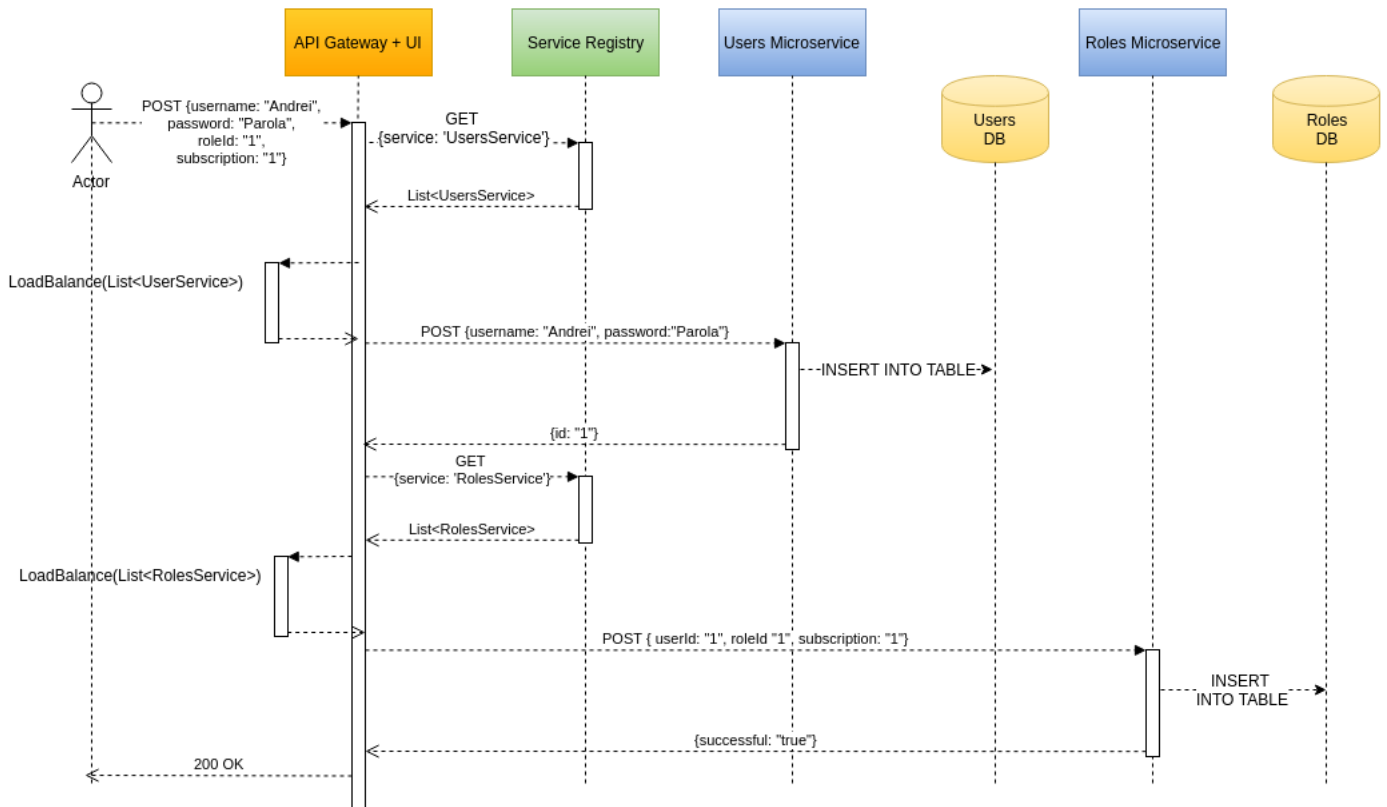 API Gateway + UI
Service Registry
Users Microservice
Roles Microservice
Users
DB
Roles
DB
Actor
POST {username: "Andrei",
password: "Parola",
roleId: "1",
subscription: "1"}
GET
{service: 'UsersService'}
List<UsersService>
LoadBalance(List<UserService>)
POST {username: "Andrei", password:"Parola"}
INSERT INTO TABLE
{id: "1"}
GET
{service: 'RolesService'}
List<RolesService>
LoadBalance(List<RolesService>)
POST { userId: "1", roleId "1", subscription: "1"}
INSERT
INTO TABLE
{successful: "true"}
200 OK